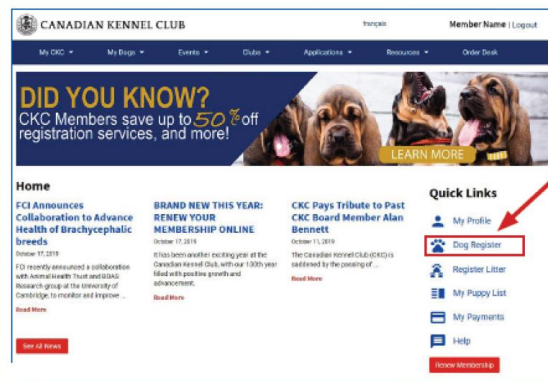 CANADIAN KENNEL CLUB
français
Member Name | Logout
My CKC
My Dogs
Events
Clubs
Applications
Resources
Order Desk
DID YOU KNOW?
CKC Members save up to 50% off
registration services, and more!
LEARN MORE
Home
FCI Announces
Collaboration to Advance
Health of Brachycephalic
breeds
October 17, 2019
FCI recently announced a collaboration
with Animal Health Trust and BOAS
Research group at the University of
Cambridge, to monitor and improve ...
Read More
BRAND NEW THIS YEAR:
RENEW YOUR
MEMBERSHIP ONLINE
October 17, 2019
It has been another exciting year at the
Canadian Kennel Club, with our 130th year
filled with positive growth and
advancement.
Read More
CKC Pays Tribute to Past
CKC Board Member Alan
Bennett
October 11, 2019
The Canadian Kennel Club (CKC) is
saddened by the passing of ...
Read More
See All News
Quick Links
My Profile
Dog Register
Register Litter
My Puppy List
My Payments
Help
Renew Membership